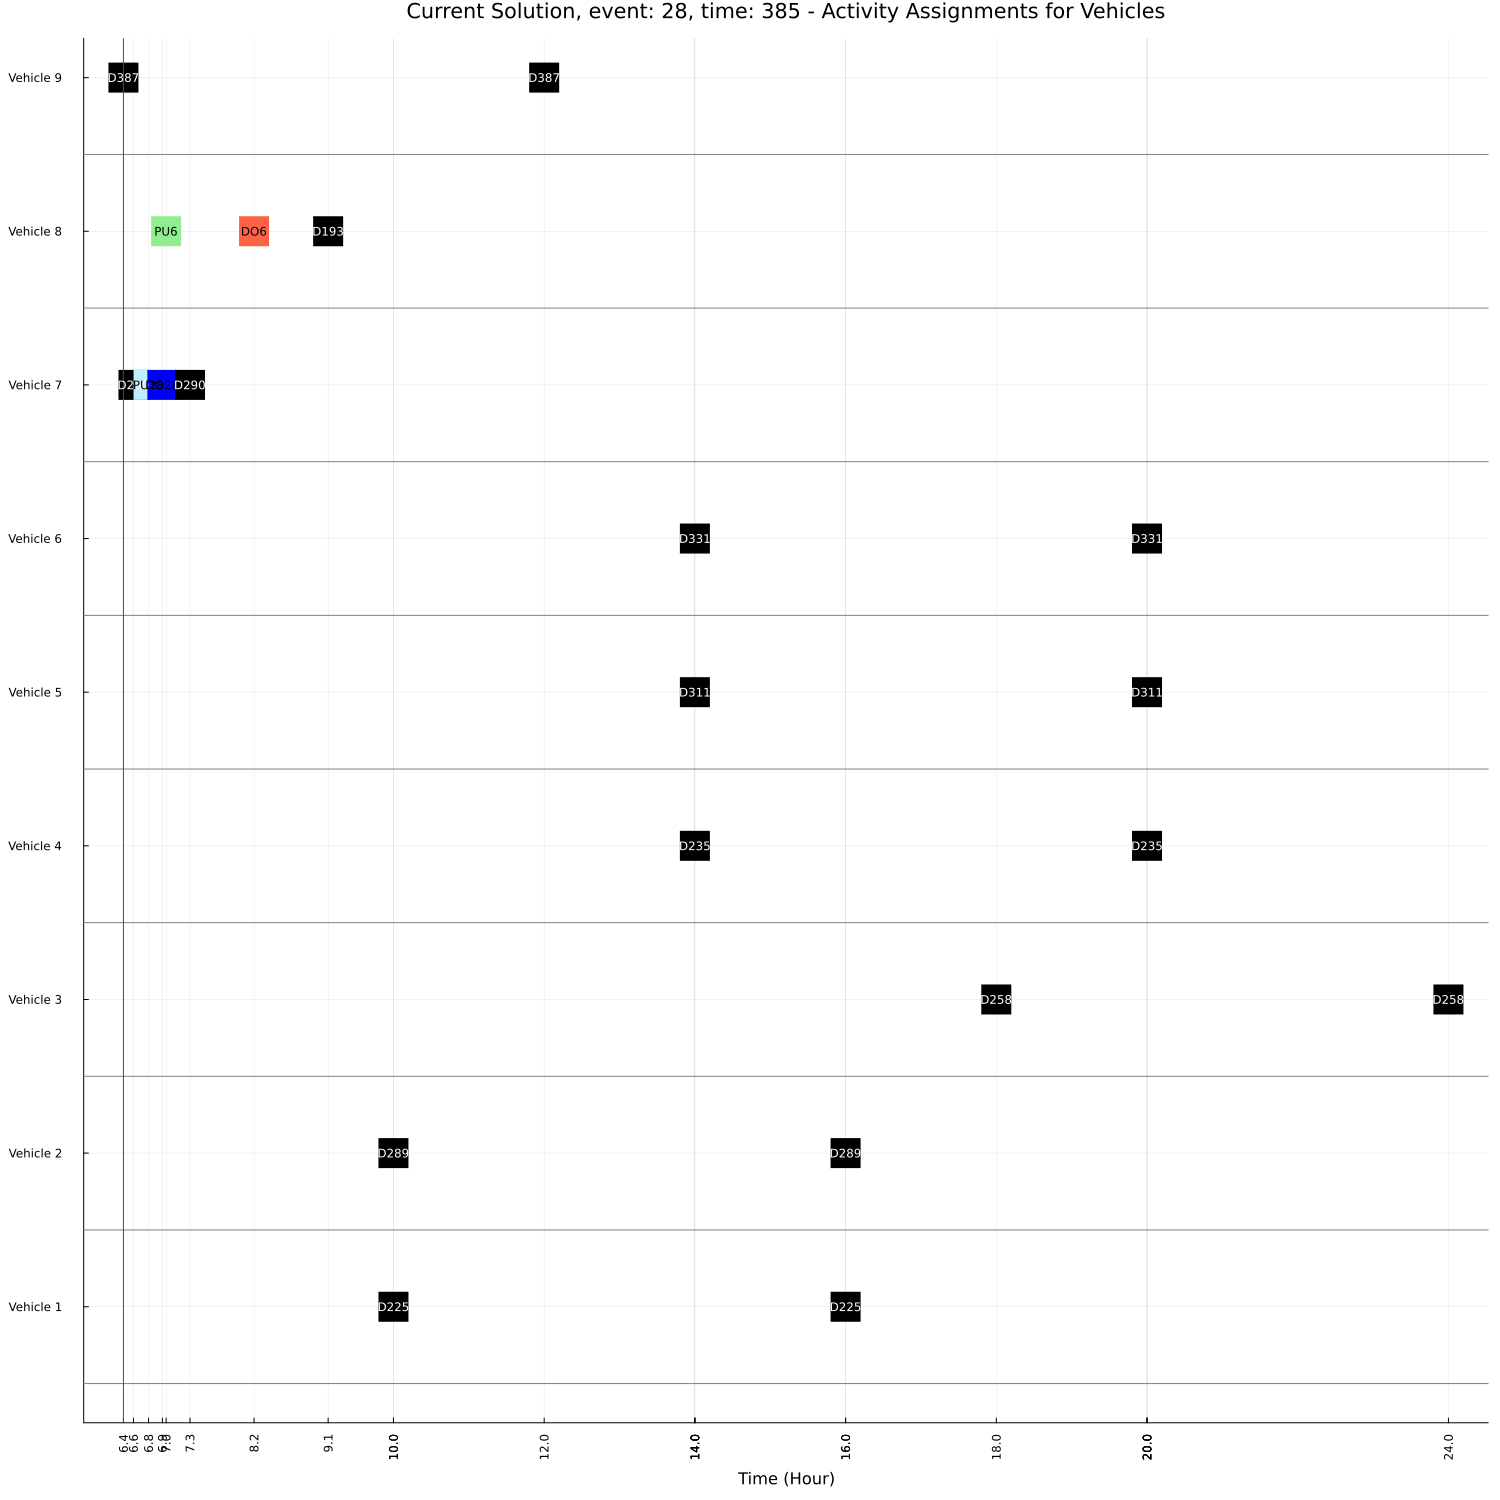 Current Solution, event: 28, time: 385 - Activity Assignments for Vehicles
Vehicle 9
D387
D387
Vehicle 8
PU6
DO6
D193
Vehicle 7
D290
Vehicle 6
D331
D331
Vehicle 5
D311
D311
Vehicle 4
D235
D235
Vehicle 3
D258
D258
Vehicle 2
D289
D289
Vehicle 1
D225
D225
6.4
6.6
6.8
7.3
8.2
9.1
10.0
12.0
14.0
16.0
18.0
20.0
24.0
Time (Hour)